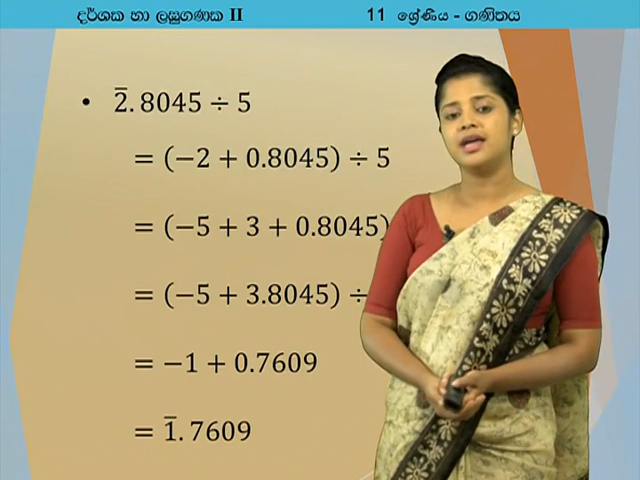 දර්ශක හා ලඝුගණක II 11 ශ්‍රේණිය - ගණිතය
• 2̅.8045 ÷ 5
= (−2 + 0.8045) ÷ 5
= (−5 + 3 + 0.8045)
= (−5 + 3.8045) ÷
= −1 + 0.7609
= 1̅.7609